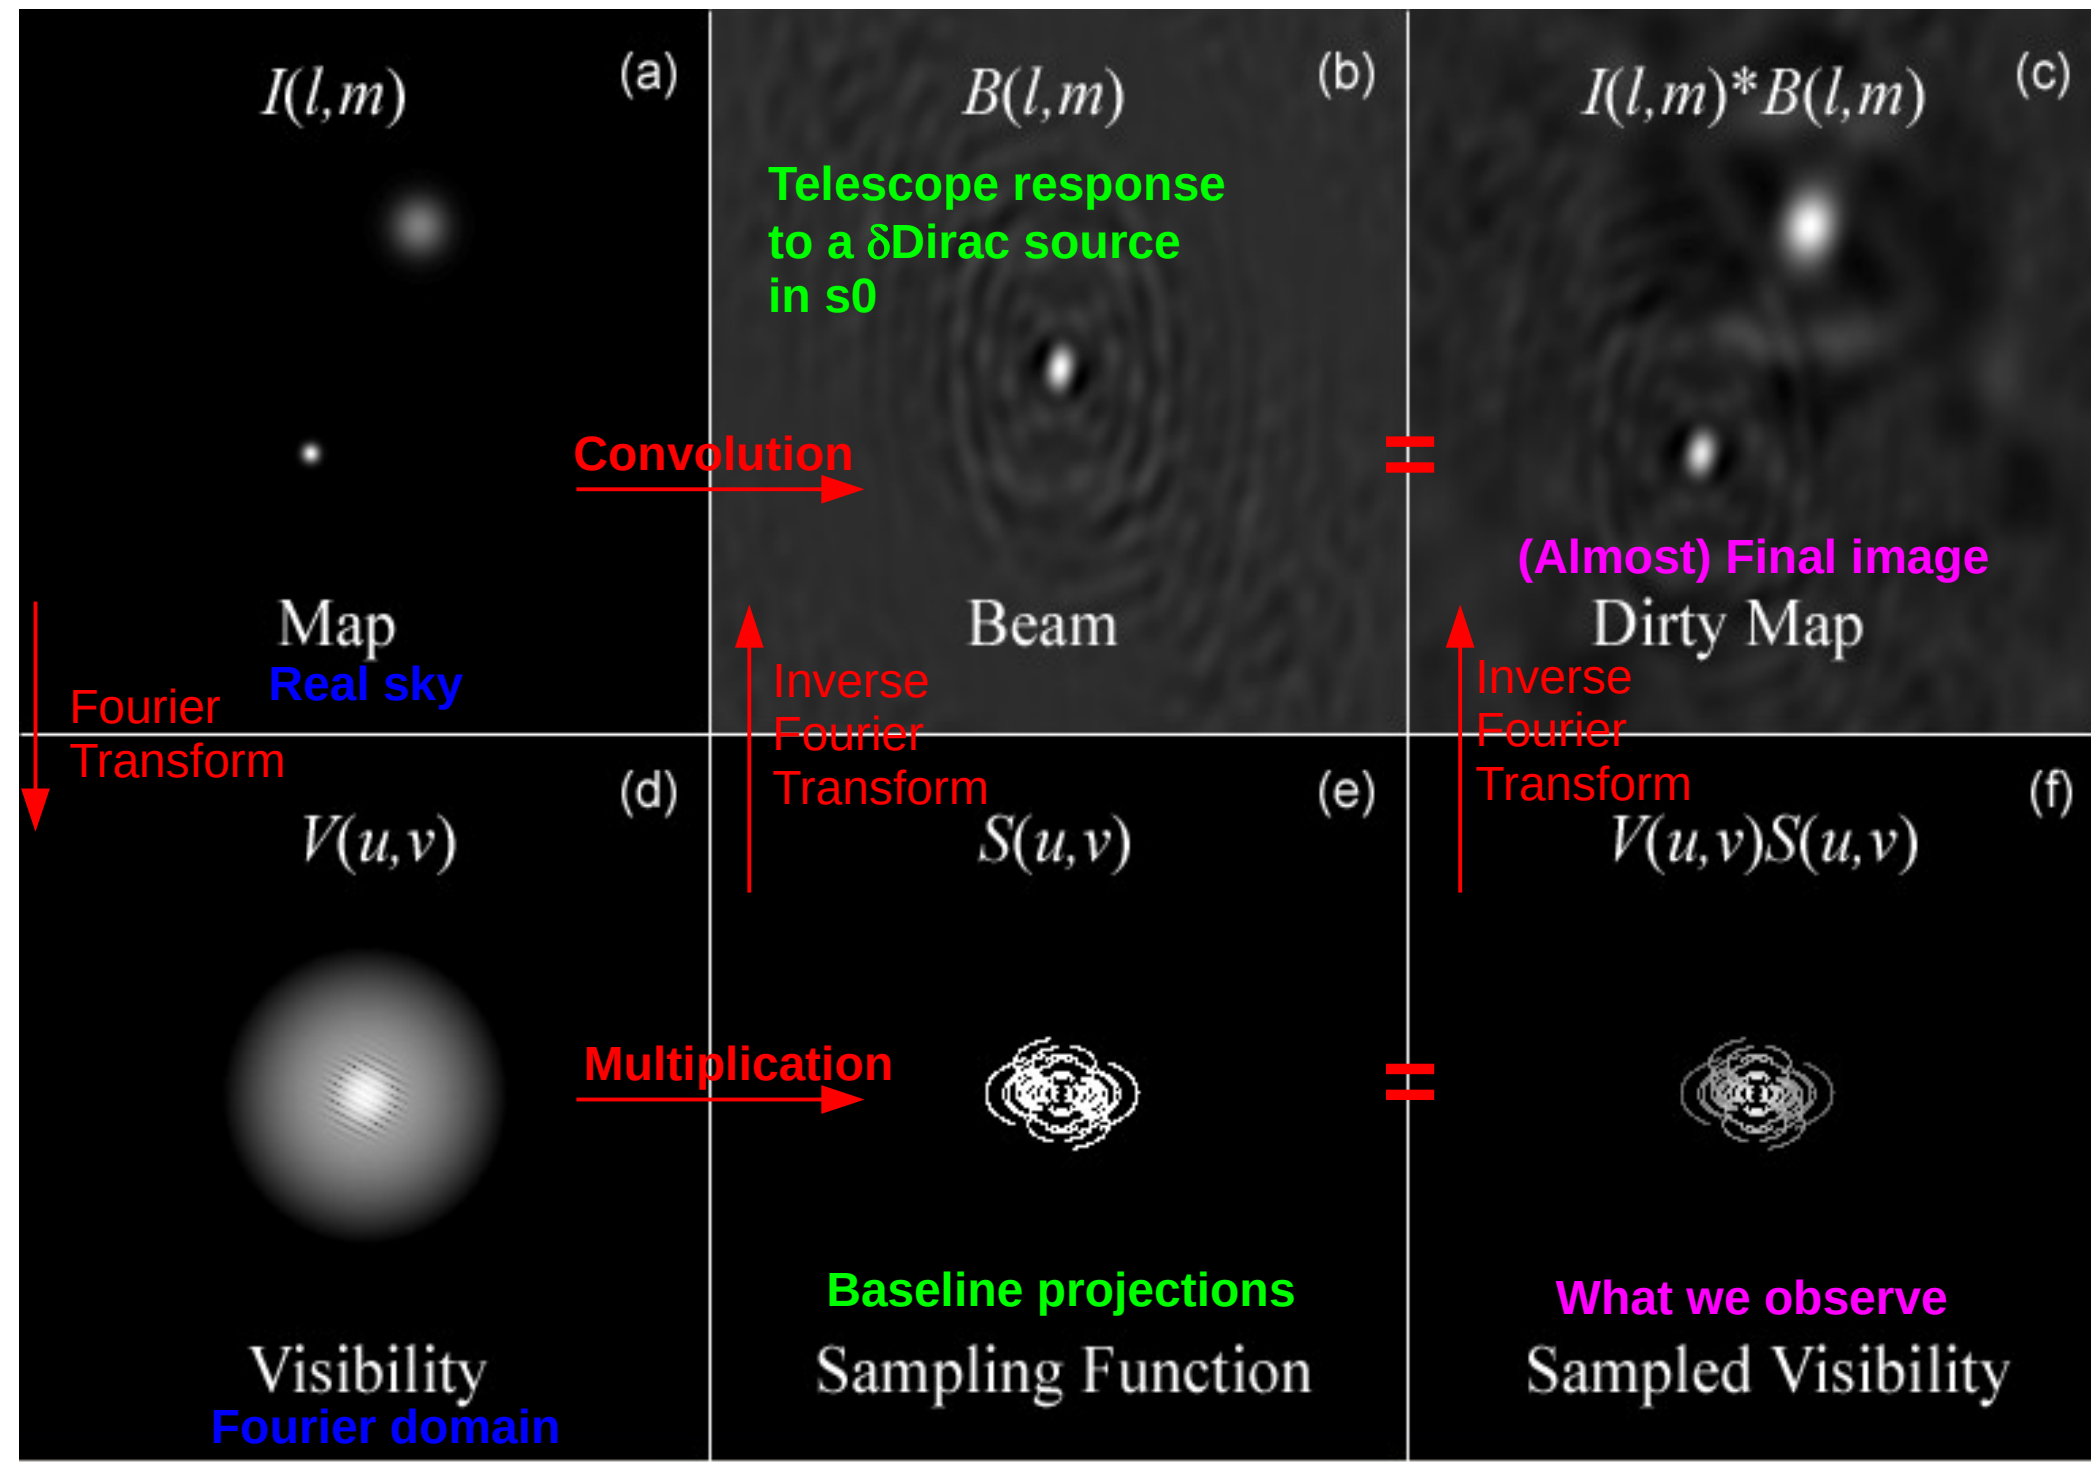 I(l,m)
(a)
Map
Real sky
B(l,m)
(b)
Telescope response
to a δDirac source
in s0
Convolution
Beam
I(l,m)*B(l,m)
(c)
=
(Almost) Final image
Dirty Map
Fourier
Transform
Inverse
Fourier
Transform
Inverse
Fourier
Transform
V(u,v)
(d)
Visibility
Fourier domain
S(u,v)
(e)
Multiplication
Baseline projections
Sampling Function
V(u,v)S(u,v)
(f)
=
What we observe
Sampled Visibility